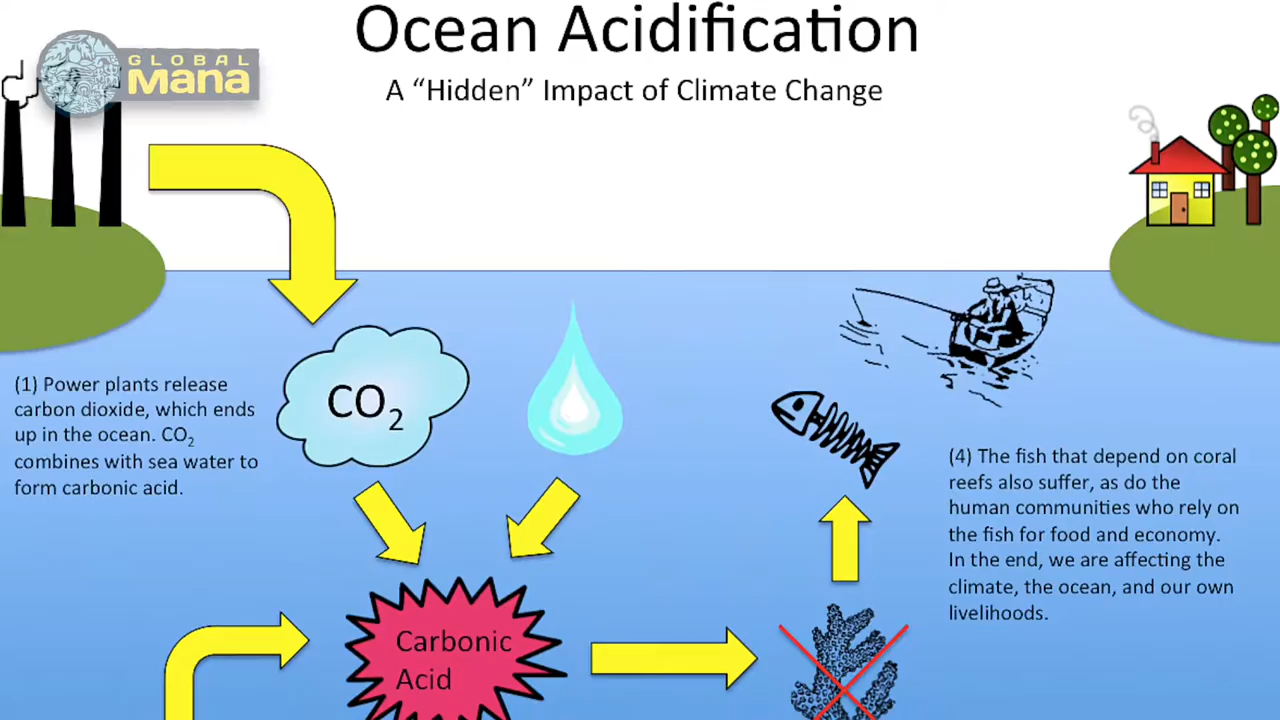 Ocean Acidification
A “Hidden” Impact of Climate Change
GLOBAL
Mana
(1) Power plants release
carbon dioxide, which ends
up in the ocean. CO₂
combines with sea water to
form carbonic acid.
CO₂
(4) The fish that depend on coral
reefs also suffer, as do the
human communities who rely on
the fish for food and economy.
In the end, we are affecting the
climate, the ocean, and our own
livelihoods.
Carbonic
Acid